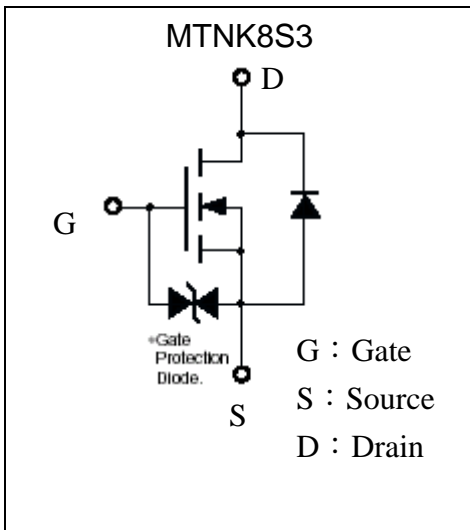 MTNK8S3
D
G
*Gate
Protection
Diode.
S
G：Gate
S：Source
D：Drain